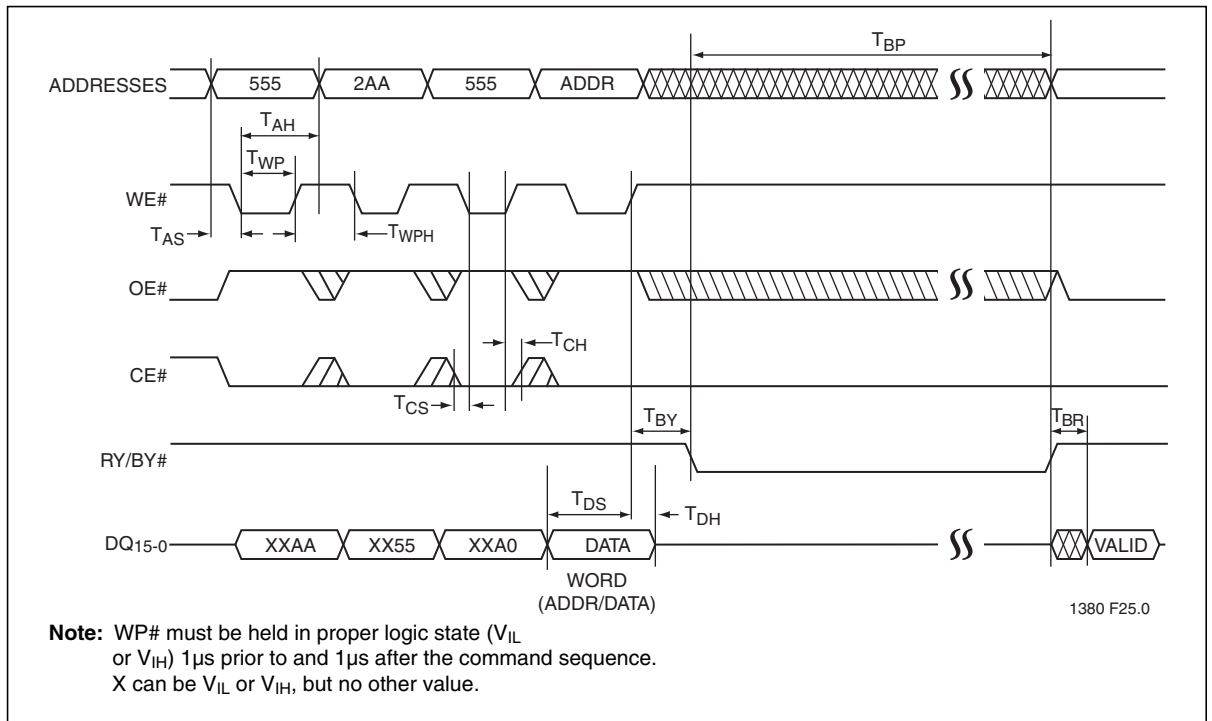 T_BP
ADDRESSES 555 2AA 555 ADDR
T_AH
T_WP
WE#
T_AS T_WPH
OE#
T_CH
CE#
T_CS
T_BY T_BR
RY/BY#
T_DS T_DH
DQ15-0 XXAA XX55 XXA0 DATA VALID
WORD
(ADDR/DATA)
1380 F25.0
Note: WP# must be held in proper logic state (V_IL
or V_IH) 1µs prior to and 1µs after the command sequence.
X can be V_IL or V_IH, but no other value.